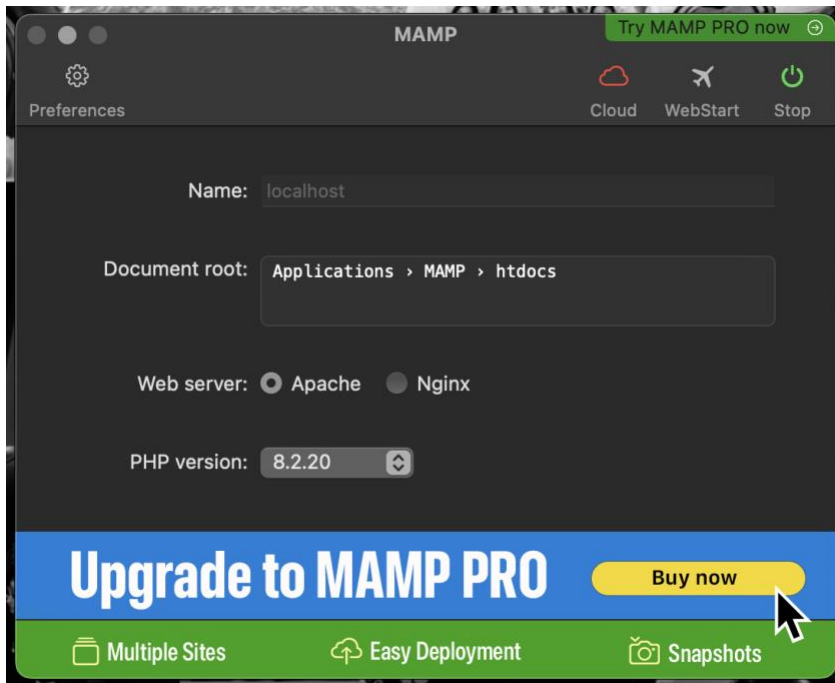 MAMP
Try MAMP PRO now
Preferences
Cloud
WebStart
Stop
Name: localhost
Document root: Applications › MAMP › htdocs
Web server: Apache Nginx
PHP version: 8.2.20
Upgrade to MAMP PRO
Buy now
Multiple Sites
Easy Deployment
Snapshots